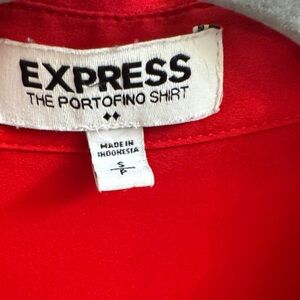 EXPRESS
THE PORTOFINO SHIRT
MADE IN
INDONESIA
S
P